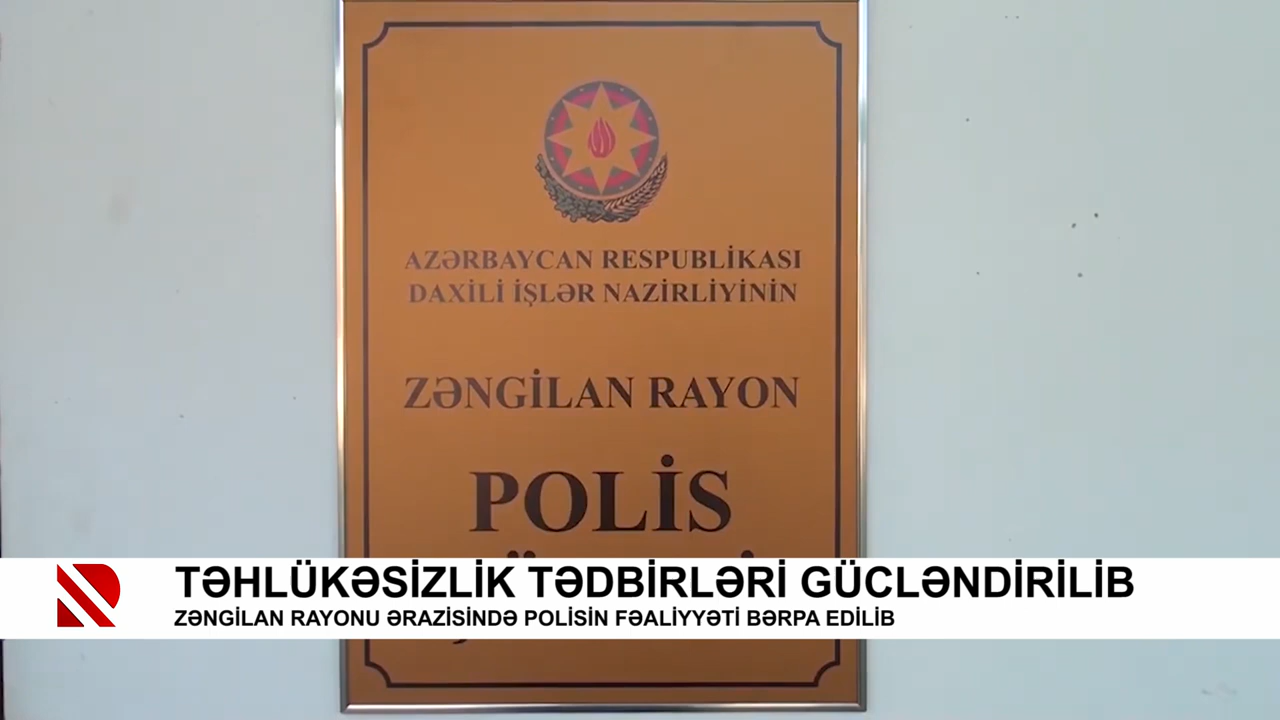 AZƏRBAYCAN RESPUBLİKASI
DAXİLİ İŞLƏR NAZİRLİYİNİN
ZƏNGİLAN RAYON
POLİS
TƏHLÜKƏSİZLİK TƏDBİRLƏRİ GÜCLƏNDİRİLİB
ZƏNGİLAN RAYONU ƏRAZİSİNDƏ POLİSİN FƏALİYYƏTİ BƏRPA EDİLİB